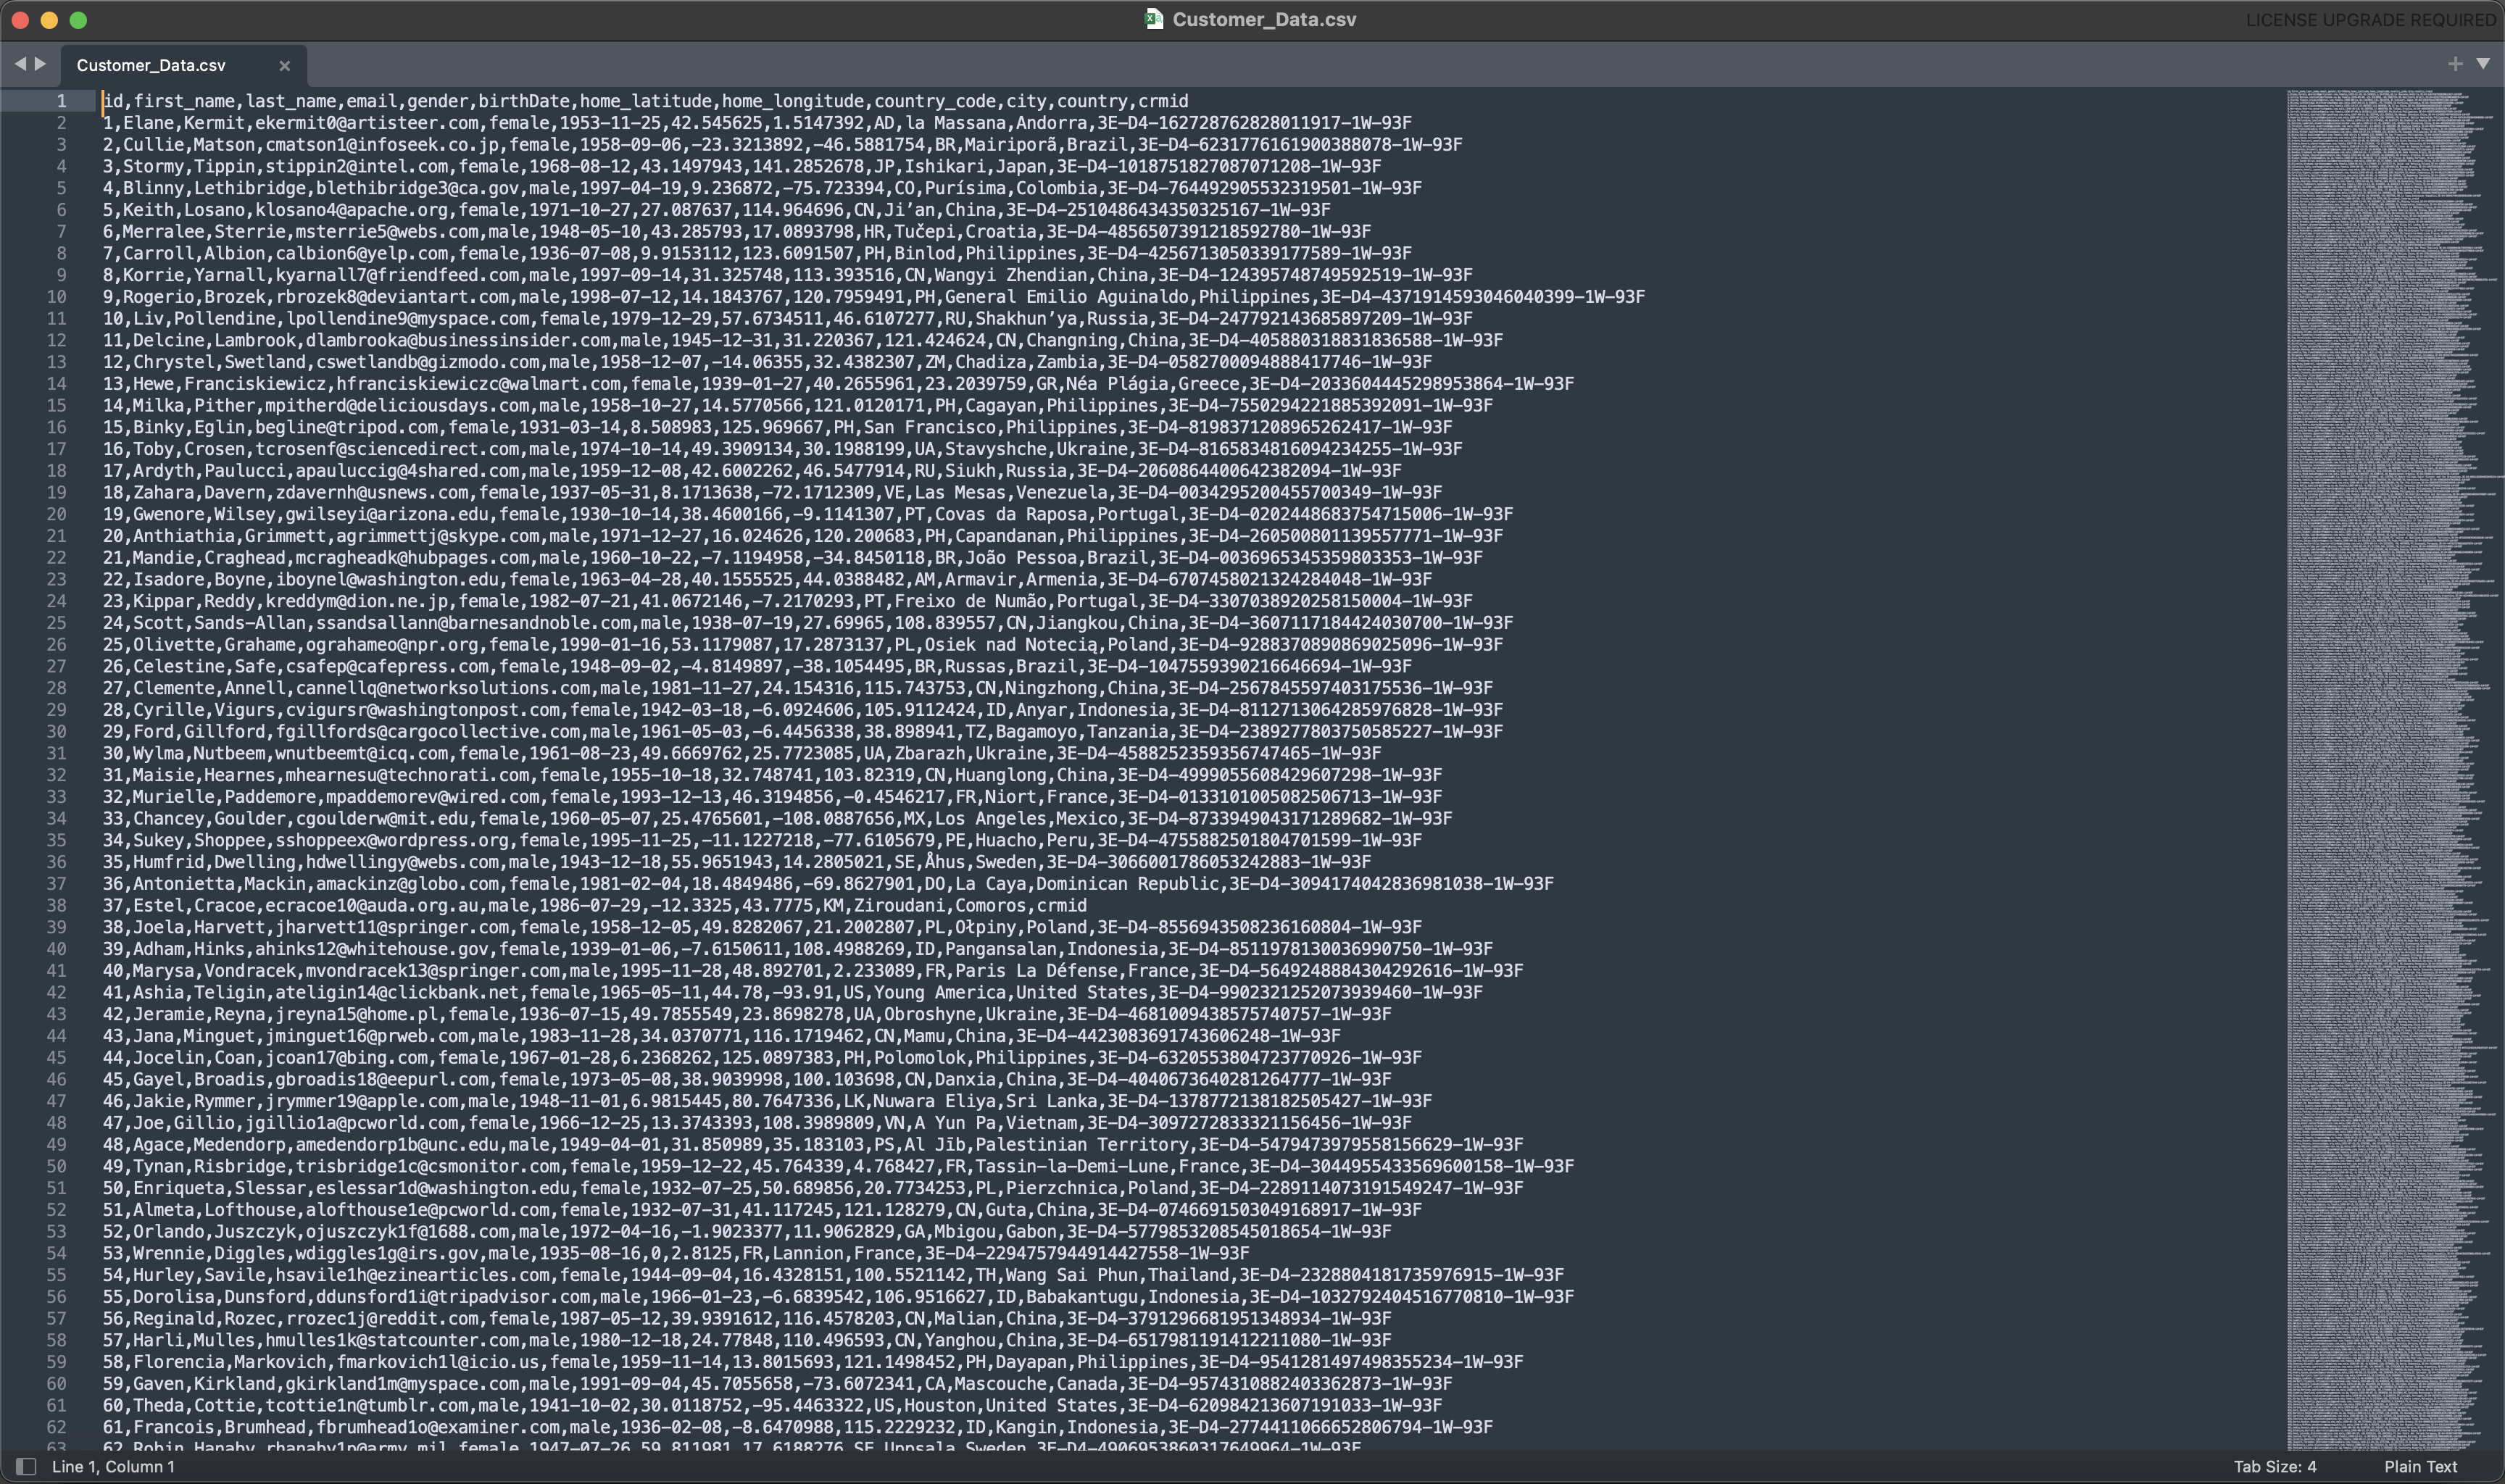 Customer_Data.csv
LICENSE UPGRADE REQUIRED
Customer_Data.csv
1 id,first_name,last_name,email,gender,birthDate,home_latitude,home_longitude,country_code,city,country,crmid
2 1,Elane,Kermit,ekermit0@artisteer.com,female,1953-11-25,42.545625,1.5147392,AD,la Massana,Andorra,3E-D4-162728762828011917-1W-93F
3 2,Cullie,Matson,cmatson1@infoseek.co.jp,female,1958-09-06,-23.3213892,-46.5881754,BR,Mairiporã,Brazil,3E-D4-6231776161900388078-1W-93F
4 3,Stormy,Tippin,stippin2@intel.com,female,1968-08-12,43.1497943,141.2852678,JP,Ishikari,Japan,3E-D4-1018751827087071208-1W-93F
5 4,Blinny,Lethibridge,blethibridge3@ca.gov,male,1997-04-19,9.236872,-75.723394,CO,Purísima,Colombia,3E-D4-764492905532319501-1W-93F
6 5,Keith,Losano,klosano4@apache.org,female,1971-10-27,27.087637,114.964696,CN,Ji’an,China,3E-D4-2510486434350325167-1W-93F
7 6,Merralee,Sterrie,msterrie5@webs.com,male,1948-05-10,43.285793,17.0893798,HR,Tučepi,Croatia,3E-D4-4856507391218592780-1W-93F
8 7,Carroll,Albion,calbion6@yelp.com,female,1936-07-08,9.9153112,123.6091507,PH,Binlod,Philippines,3E-D4-4256713050339177589-1W-93F
9 8,Korrie,Yarnall,kyarnall7@friendfeed.com,male,1997-09-14,31.325748,113.393516,CN,Wangyi Zhendian,China,3E-D4-124395748749592519-1W-93F
10 9,Rogerio,Brozek,rbrozek8@deviantart.com,male,1998-07-12,14.1843767,120.7959491,PH,General Emilio Aguinaldo,Philippines,3E-D4-4371914593046040399-1W-93F
11 10,Liv,Pollendine,lpollendine9@myspace.com,female,1979-12-29,57.6734511,46.6107277,RU,Shakhun’ya,Russia,3E-D4-247792143685897209-1W-93F
12 11,Delcine,Lambrook,dlambrooka@businessinsider.com,male,1945-12-31,31.220367,121.424624,CN,Changning,China,3E-D4-405880318831836588-1W-93F
13 12,Chrystel,Swetland,cswetlandb@gizmodo.com,male,1958-12-07,-14.06355,32.4382307,ZM,Chadiza,Zambia,3E-D4-0582700094888417746-1W-93F
14 13,Hewe,Franciskiewicz,hfranciskiewiczc@walmart.com,female,1939-01-27,40.2655961,23.2039759,GR,Néa Plágia,Greece,3E-D4-2033604445298953864-1W-93F
15 14,Milka,Pither,mpitherd@deliciousdays.com,male,1958-10-27,14.5770566,121.0120171,PH,Cagayan,Philippines,3E-D4-7550294221885392091-1W-93F
16 15,Binky,Eglin,begline@tripod.com,female,1931-03-14,8.508983,125.969667,PH,San Francisco,Philippines,3E-D4-8198371208965262417-1W-93F
17 16,Toby,Crosen,tcrosenf@sciencedirect.com,male,1974-10-14,49.3909134,30.1988199,UA,Stavyshche,Ukraine,3E-D4-8165834816094234255-1W-93F
18 17,Ardyth,Paulucci,apauluccig@4shared.com,male,1959-12-08,42.6002262,46.5477914,RU,Siukh,Russia,3E-D4-2060864400642382094-1W-93F
19 18,Zahara,Davern,zdavernh@usnews.com,female,1937-05-31,8.1713638,-72.1712309,VE,Las Mesas,Venezuela,3E-D4-0034295200455700349-1W-93F
20 19,Gwenore,Wilsey,gwilseyi@arizona.edu,female,1930-10-14,38.4600166,-9.1141307,PT,Covas da Raposa,Portugal,3E-D4-0202448683754715006-1W-93F
21 20,Anthiathia,Grimmett,agrimmettj@skype.com,male,1971-12-27,16.024626,120.200683,PH,Capandanan,Philippines,3E-D4-260500801139557771-1W-93F
22 21,Mandie,Craghead,mcragheadk@hubpages.com,male,1960-10-22,-7.1194958,-34.8450118,BR,João Pessoa,Brazil,3E-D4-0036965345359803353-1W-93F
23 22,Isadore,Boyne,iboynel@washington.edu,female,1963-04-28,40.1555525,44.0388482,AM,Armavir,Armenia,3E-D4-6707458021324284048-1W-93F
24 23,Kippar,Reddy,kreddym@dion.ne.jp,female,1982-07-21,41.0672146,-7.2170293,PT,Freixo de Numão,Portugal,3E-D4-3307038920258150004-1W-93F
25 24,Scott,Sands-Allan,ssandsallann@barnesandnoble.com,male,1938-07-19,27.69965,108.839557,CN,Jiangkou,China,3E-D4-3607117184424030700-1W-93F
26 25,Olivette,Grahame,ograhameo@npr.org,female,1990-01-16,53.1179087,17.2873137,PL,Osiek nad Notecią,Poland,3E-D4-9288370890869025096-1W-93F
27 26,Celestine,Safe,csafep@cafepress.com,female,1948-09-02,-4.8149897,-38.1054495,BR,Russas,Brazil,3E-D4-1047559390216646694-1W-93F
28 27,Clemente,Annell,cannellq@networksolutions.com,male,1981-11-27,24.154316,115.743753,CN,Ningzhong,China,3E-D4-2567845597403175536-1W-93F
29 28,Cyrille,Vigurs,cvigursr@washingtonpost.com,female,1942-03-18,-6.0924606,105.9112424,ID,Anyar,Indonesia,3E-D4-8112713064285976828-1W-93F
30 29,Ford,Gillford,fgillfords@cargocollective.com,male,1961-05-03,-6.4456338,38.898941,TZ,Bagamoyo,Tanzania,3E-D4-2389277803750585227-1W-93F
31 30,Wylma,Nutbeem,wnutbeemt@icq.com,female,1961-08-23,49.6669762,25.7723085,UA,Zbarazh,Ukraine,3E-D4-4588252359356747465-1W-93F
32 31,Maisie,Hearnes,mhearnesu@technorati.com,female,1955-10-18,32.748741,103.82319,CN,Huanglong,China,3E-D4-4999055608429607298-1W-93F
33 32,Murielle,Paddemore,mpaddemorev@wired.com,female,1993-12-13,46.3194856,-0.4546217,FR,Niort,France,3E-D4-0133101005082506713-1W-93F
34 33,Chancey,Goulder,cgoulderw@mit.edu,female,1960-05-07,25.4765601,-108.0887656,MX,Los Angeles,Mexico,3E-D4-8733949043171289682-1W-93F
35 34,Sukey,Shoppee,sshoppeex@wordpress.org,female,1995-11-25,-11.1227218,-77.6105679,PE,Huacho,Peru,3E-D4-4755882501804701599-1W-93F
36 35,Humfrid,Dwelling,hdwellingy@webs.com,male,1943-12-18,55.9651943,14.2805021,SE,Åhus,Sweden,3E-D4-3066001786053242883-1W-93F
37 36,Antonietta,Mackin,amackinz@globo.com,female,1981-02-04,18.4849486,-69.8627901,DO,La Caya,Dominican Republic,3E-D4-3094174042836981038-1W-93F
38 37,Estel,Cracoe,ecracoe10@auda.org.au,male,1986-07-29,-12.3325,43.7775,KM,Ziroudani,Comoros,crmid
39 38,Joela,Harvett,jharvett11@springer.com,female,1958-12-05,49.8282067,21.2002807,PL,Ołpiny,Poland,3E-D4-8556943508236160804-1W-93F
40 39,Adham,Hinks,ahinks12@whitehouse.gov,female,1939-01-06,-7.6150611,108.4988269,ID,Pangansalan,Indonesia,3E-D4-8511978130036990750-1W-93F
41 40,Marysa,Vondracek,mvondracek13@springer.com,male,1995-11-28,48.892701,2.233089,FR,Paris La Défense,France,3E-D4-5649248884304292616-1W-93F
42 41,Ashia,Teligin,ateligin14@clickbank.net,female,1965-05-11,44.78,-93.91,US,Young America,United States,3E-D4-9902321252073939460-1W-93F
43 42,Jeramie,Reyna,jreyna15@home.pl,female,1936-07-15,49.7855549,23.8698278,UA,Obroshyne,Ukraine,3E-D4-4681009438575740757-1W-93F
44 43,Jana,Minguet,jminguet16@prweb.com,male,1983-11-28,34.0370771,116.1719462,CN,Mamu,China,3E-D4-4423083691743606248-1W-93F
45 44,Jocelin,Coan,jcoan17@bing.com,female,1967-01-28,6.2368262,125.0897383,PH,Polomolok,Philippines,3E-D4-6320553804723770926-1W-93F
46 45,Gayel,Broadis,gbroadis18@eepurl.com,female,1973-05-08,38.9039998,100.103698,CN,Danxia,China,3E-D4-4040673640281264777-1W-93F
47 46,Jakie,Rymmer,jrymmer19@apple.com,male,1948-11-01,6.9815445,80.7647336,LK,Nuwara Eliya,Sri Lanka,3E-D4-1378772138182505427-1W-93F
48 47,Joe,Gillio,jgillio1a@pcworld.com,female,1966-12-25,13.3743393,108.3989809,VN,A Yun Pa,Vietnam,3E-D4-3097272833321156456-1W-93F
49 48,Agace,Medendorp,amedendorp1b@unc.edu,male,1949-04-01,31.850989,35.183103,PS,Al Jīb,Palestinian Territory,3E-D4-5479473979558156629-1W-93F
50 49,Tynan,Risbridge,trisbridge1c@csmonitor.com,female,1959-12-22,45.764339,4.768427,FR,Tassin-la-Demi-Lune,France,3E-D4-3044955433569600158-1W-93F
51 50,Enriqueta,Slessar,eslessar1d@washington.edu,female,1932-07-25,50.689856,20.7734253,PL,Pierzchnica,Poland,3E-D4-2289114073191549247-1W-93F
52 51,Almeta,Lofthouse,alofthouse1e@pcworld.com,female,1932-07-31,41.117245,121.128279,CN,Guta,China,3E-D4-0746691503049168917-1W-93F
53 52,Orlando,Juszczyk,ojuszczyk1f@1688.com,male,1972-04-16,-1.9023377,11.9062829,GA,Mbigou,Gabon,3E-D4-5779853208545018654-1W-93F
54 53,Wrennie,Diggles,wdiggles1g@irs.gov,male,1935-08-16,0,2.8125,FR,Lannion,France,3E-D4-2294757944914427558-1W-93F
55 54,Hurley,Savile,hsavile1h@ezinearticles.com,female,1944-09-04,16.4328151,100.5521142,TH,Wang Sai Phun,Thailand,3E-D4-2328804181735976915-1W-93F
56 55,Dorolisa,Dunsford,ddunsford1i@tripadvisor.com,male,1966-01-23,-6.6839542,106.9516627,ID,Babakantugu,Indonesia,3E-D4-1032792404516770810-1W-93F
57 56,Reginald,Rozec,rrozec1j@reddit.com,female,1987-05-12,39.9391612,116.4578203,CN,Malian,China,3E-D4-3791296681951348934-1W-93F
58 57,Harli,Mulles,hmulles1k@statcounter.com,male,1980-12-18,24.77848,110.496593,CN,Yanghou,China,3E-D4-6517981191412211080-1W-93F
59 58,Florencia,Markovich,fmarkovich1l@icio.us,female,1959-11-14,13.8015693,121.1498452,PH,Dayapan,Philippines,3E-D4-9541281497498355234-1W-93F
60 59,Gaven,Kirkland,gkirkland1m@myspace.com,male,1991-09-04,45.7055658,-73.6072341,CA,Mascouche,Canada,3E-D4-9574310882403362873-1W-93F
61 60,Theda,Cottie,tcottie1n@tumblr.com,male,1941-10-02,30.0118752,-95.4463322,US,Houston,United States,3E-D4-620984213607191033-1W-93F
62 61,Francois,Brumhead,fbrumhead1o@examiner.com,male,1936-02-08,-8.6470988,115.2229232,ID,Kangin,Indonesia,3E-D4-2774411066652806794-1W-93F
63 62,Robin,Hanaby,rhanaby1p@army.mil,female,1947-07-26,59.811981,17.6188276,SE,Uppsala,Sweden,3E-D4-4906953860317649964-1W-93F
Line 1, Column 1
Tab Size: 4
Plain Text